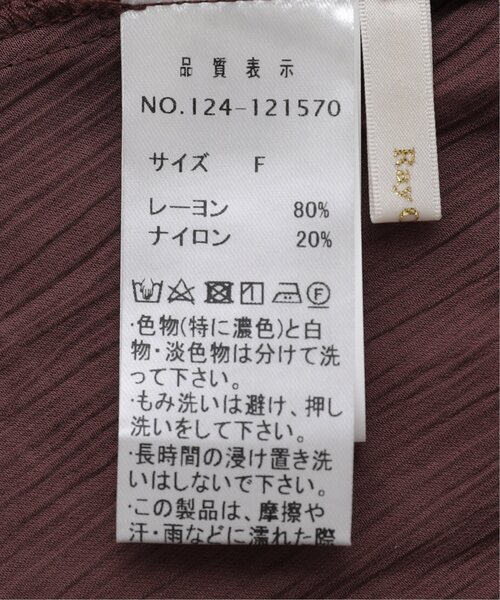 品質表示
NO.124-121570
サイズ F
レーヨン 80%
ナイロン 20%
・色物(特に濃色)と白
物・淡色物は分けて洗
って下さい。
・もみ洗いは避け、押し
洗いをして下さい。
・長時間の浸け置き洗
いはしないで下さい。
・この製品は、摩擦や
汗・雨などに濡れた際
Ray